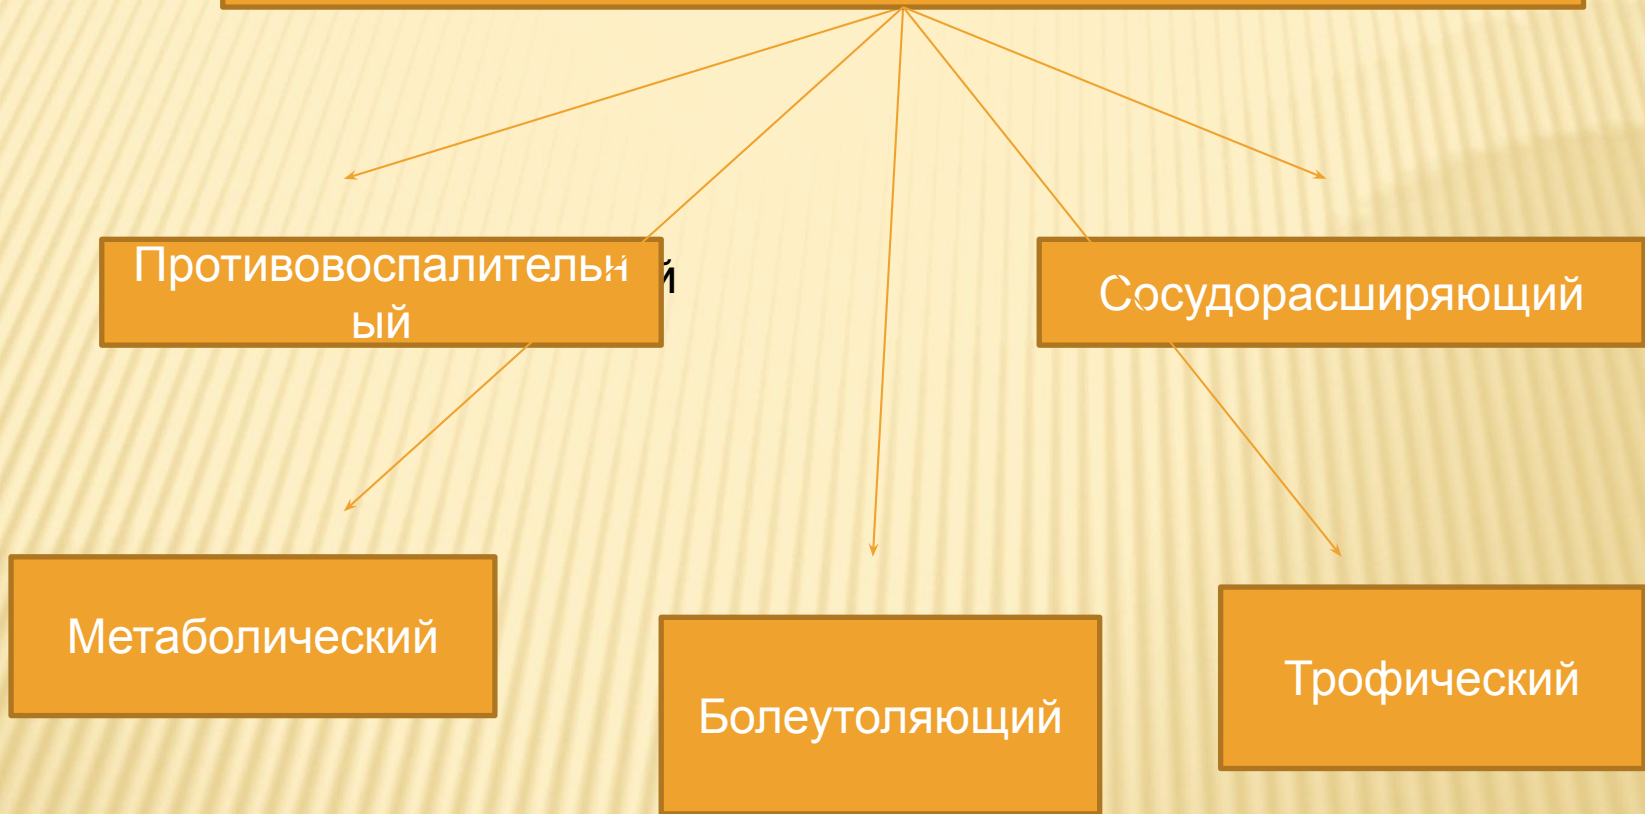 Противовоспалительн
ый
й
Сосудорасширяющий
Метаболический
Болеутоляющий
Трофический